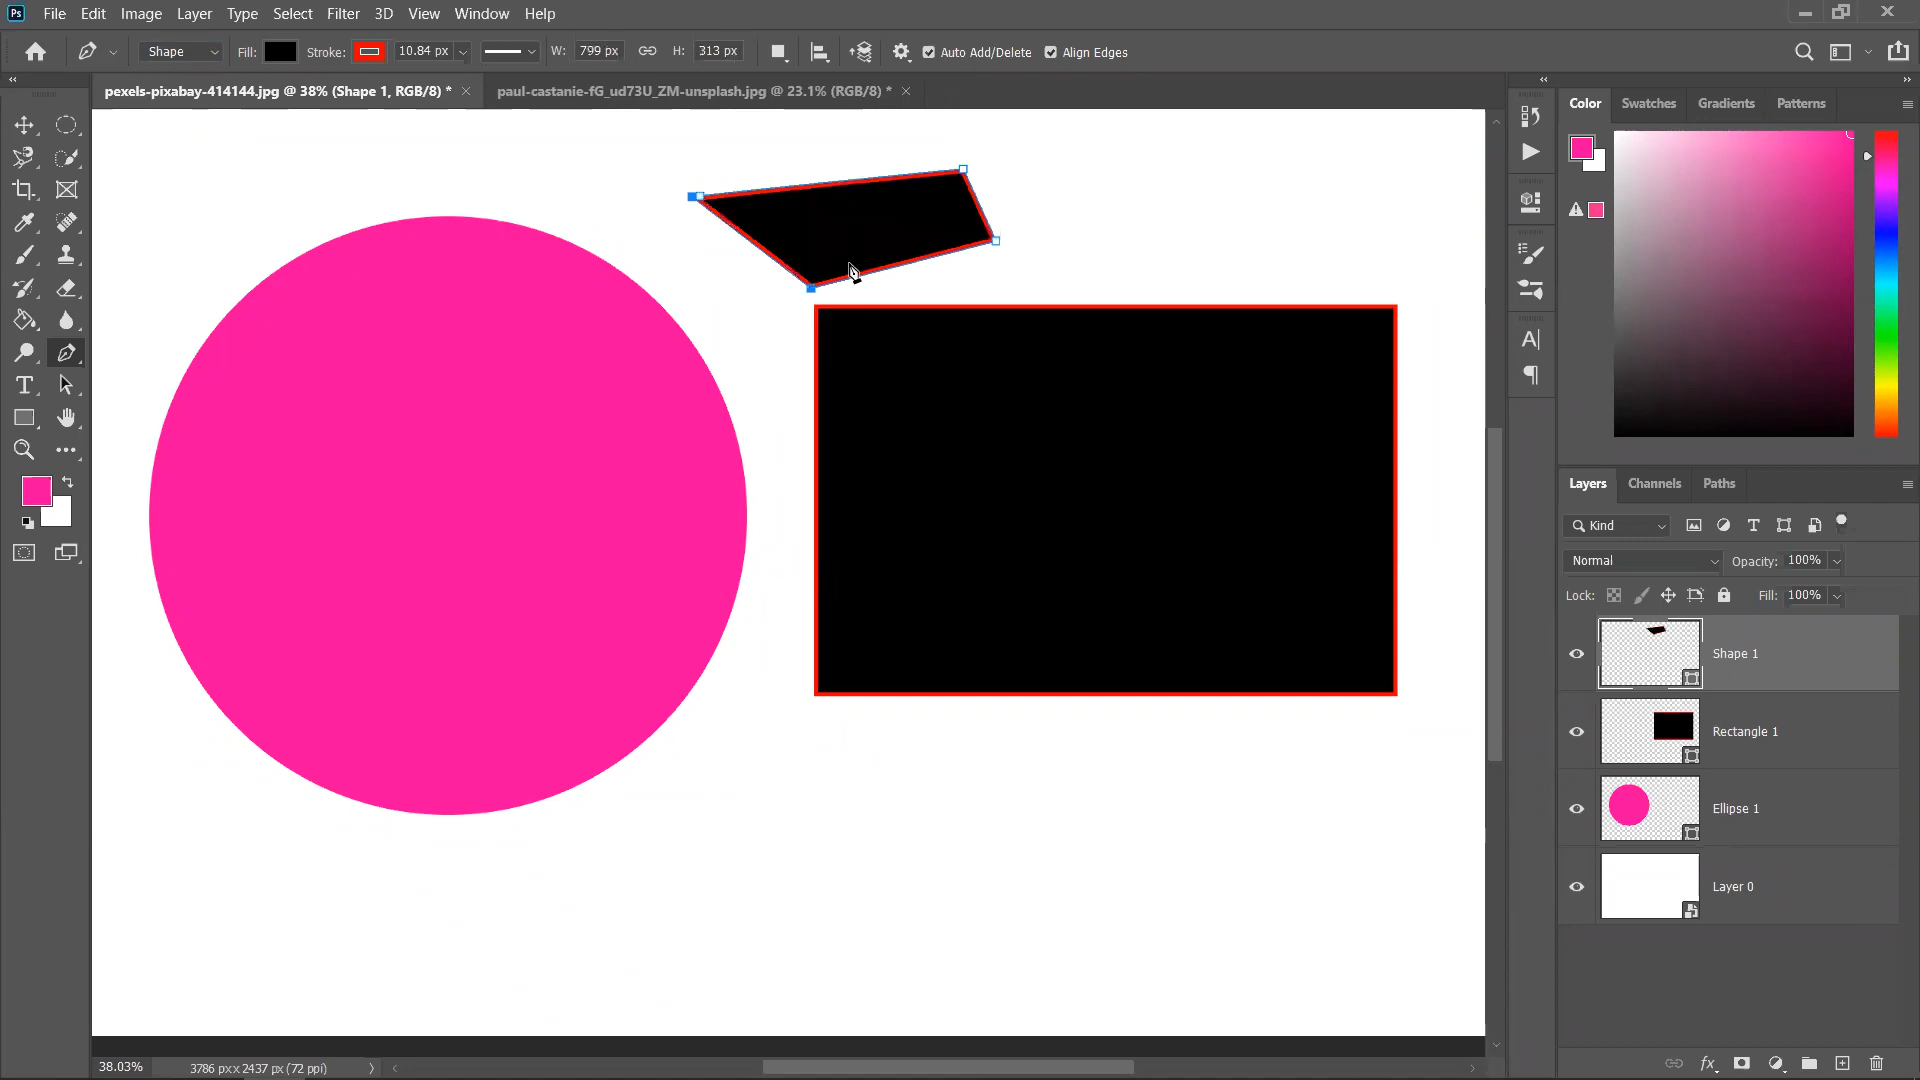 Ps File Edit Image Layer Type Select Filter 3D View Window Help
Shape Fill: Stroke: 10.84 px W: 799 px H: 313 px Auto Add/Delete Align Edges
pexels-pixabay-414144.jpg @ 38% (Shape 1, RGB/8) * paul-castanie-fG_ud73U_ZM-unsplash.jpg @ 23.1% (RGB/8) *
Color Swatches Gradients Patterns
Layers Channels Paths
Kind
Normal Opacity: 100%
Lock: Fill: 100%
Shape 1
Rectangle 1
Ellipse 1
Layer 0
fx
38.03% 3786 px x 2437 px (72 ppi)